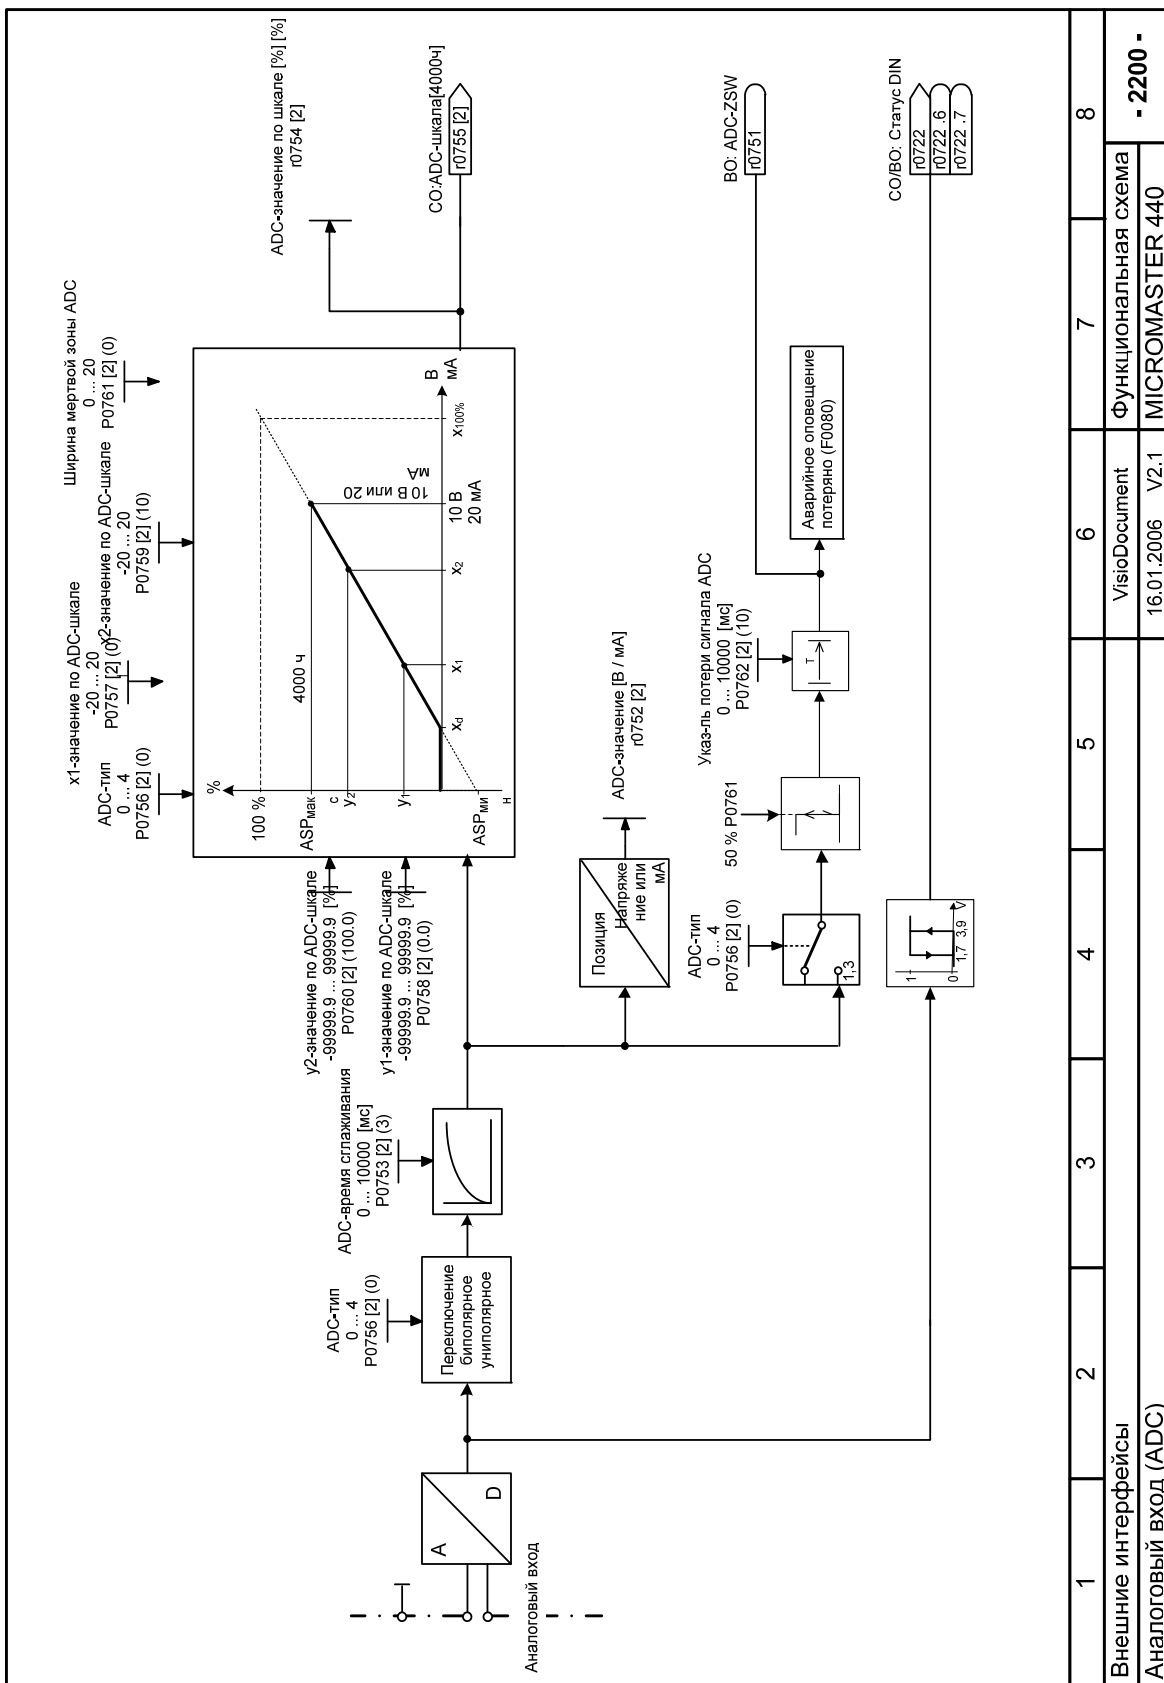 ADC-значение по шкале [%] [%]
r0754 [2]
CO:ADC-шкала[4000ч]
r0755 [2]
Ширина мертвой зоны ADC
0 ... 20
P0761 [2] (0)
x2-значение по ADC-шкале
-20 ... 20
P0759 [2] (10)
x1-значение по ADC-шкале
-20 ... 20
P0757 [2] (0)
ADC-тип
0 ... 4
P0756 [2] (0)
%
100 %
ASPмак
с
y2
y1
ASPми
н
4000 ч
10 В или 20
мА
В
мА
xd
x1
x2
10 В
20 мА
x100%
y2-значение по ADC-шкале
-99999.9 ... 99999.9 [%]
P0760 [2] (100.0)
y1-значение по ADC-шкале
-99999.9 ... 99999.9 [%]
P0758 [2] (0.0)
ADC-время сглаживания
0 ... 10000 [мс]
P0753 [2] (3)
ADC-тип
0 ... 4
P0756 [2] (0)
Переключение
биполярное
униполярное
A
D
Аналоговый вход
Позиция
Напряже
ние или
мА
ADC-значение [В / мА]
r0752 [2]
ADC-тип
0 ... 4
P0756 [2] (0)
1,3
50 % P0761
Указ-ль потери сигнала ADC
0 ... 10000 [мс]
P0762 [2] (10)
T
Аварийное оповещение
потеряно (F0080)
BO: ADC-ZSW
r0751
CO/BO: Статус DIN
r0722
r0722 .6
r0722 .7
1
0
1,7 3,9 V
1 2 3 4 5 6 7 8
Внешние интерфейсы
Аналоговый вход (ADC)
VisioDocument
16.01.2006 V2.1
Функциональная схема
MICROMASTER 440
- 2200 -